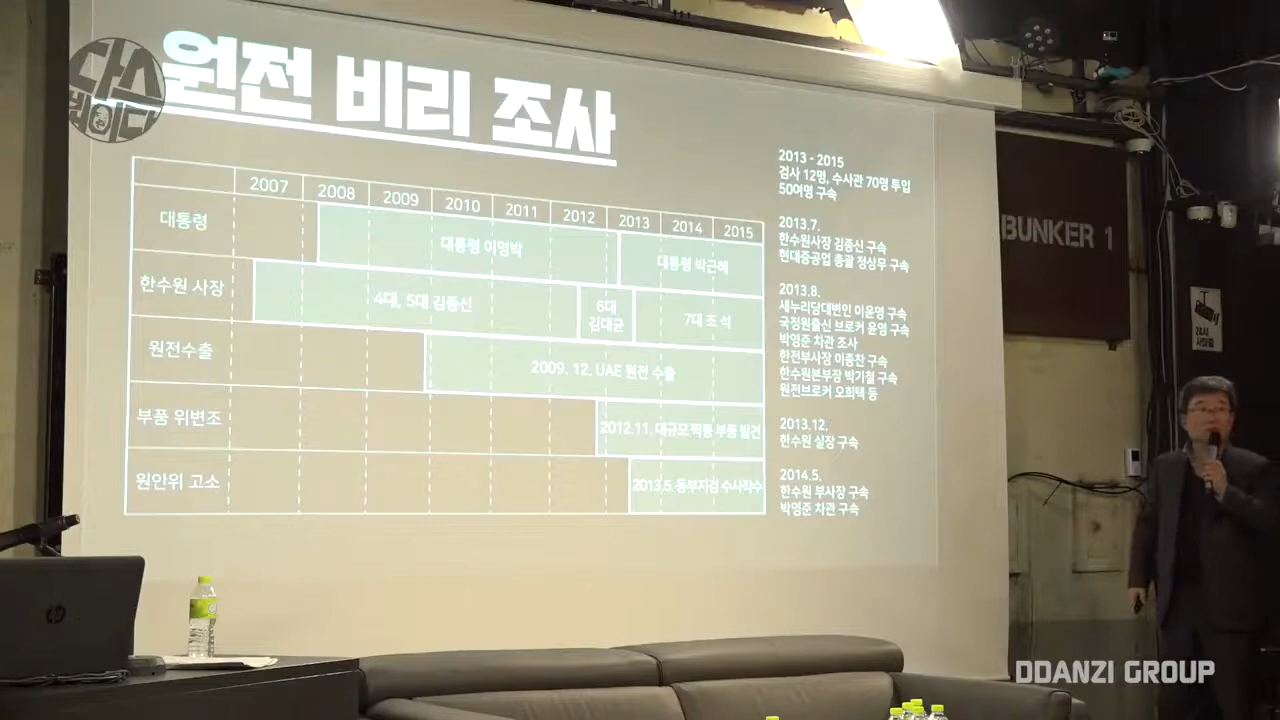 다스
뵈이다
원전 비리 조사
2007 2008 2009 2010 2011 2012 2013 2014 2015
대통령 대통령 이명박 대통령 박근혜
한수원 사장 4대, 5대 김종신 6대 김대균 7대 조 석
원전수출 2009. 12. UAE 원전 수출
부품 위변조 2012.11. 대규모 짝퉁 부품 발견
원안위 고소 2013.5. 동부지검 수사착수
2013 - 2015
검사 12명, 수사관 70명 투입
50여명 구속
2013.7.
한수원사장 김종신 구속
현대중공업 총괄 정상무 구속
2013.8.
새누리당대변인 이윤영 구속
국정원출신 브로커 윤영 구속
박영준 차관 조사
한전부사장 이종찬 구속
한수원본부장 박기철 구속
원전브로커 오희택 등
2013.12.
한수원 실장 구속
2014.5.
한수원 부사장 구속
박영준 차관 구속
BUNKER 1
24시
hp
DDANZI GROUP